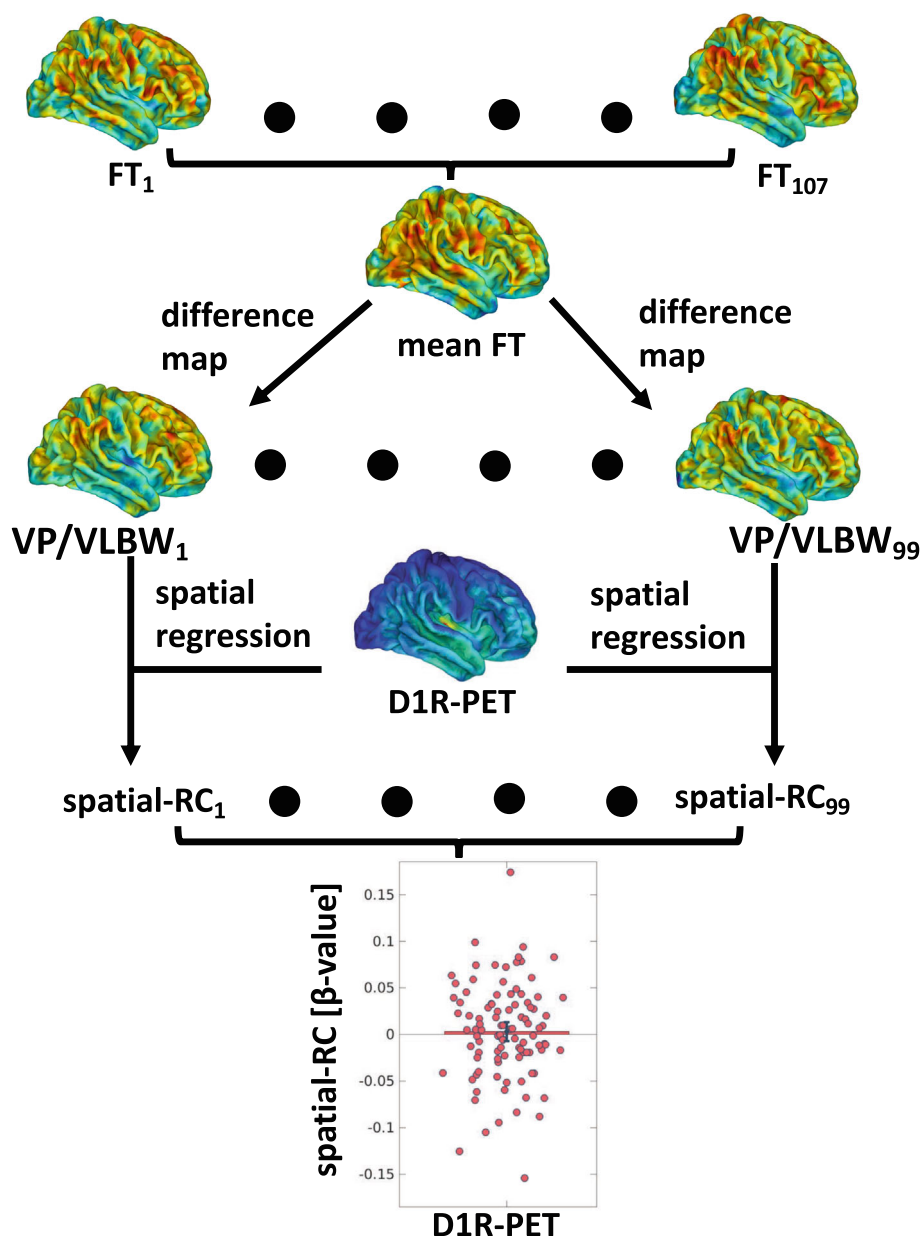 FT₁
FT₁₀₇
mean FT
difference
map
difference
map
VP/VLBW₁
VP/VLBW₉₉
spatial
regression
spatial
regression
D1R-PET
spatial-RC₁
spatial-RC₉₉
spatial-RC [β-value]
0.15
0.1
0.05
0
-0.05
-0.1
-0.15
D1R-PET